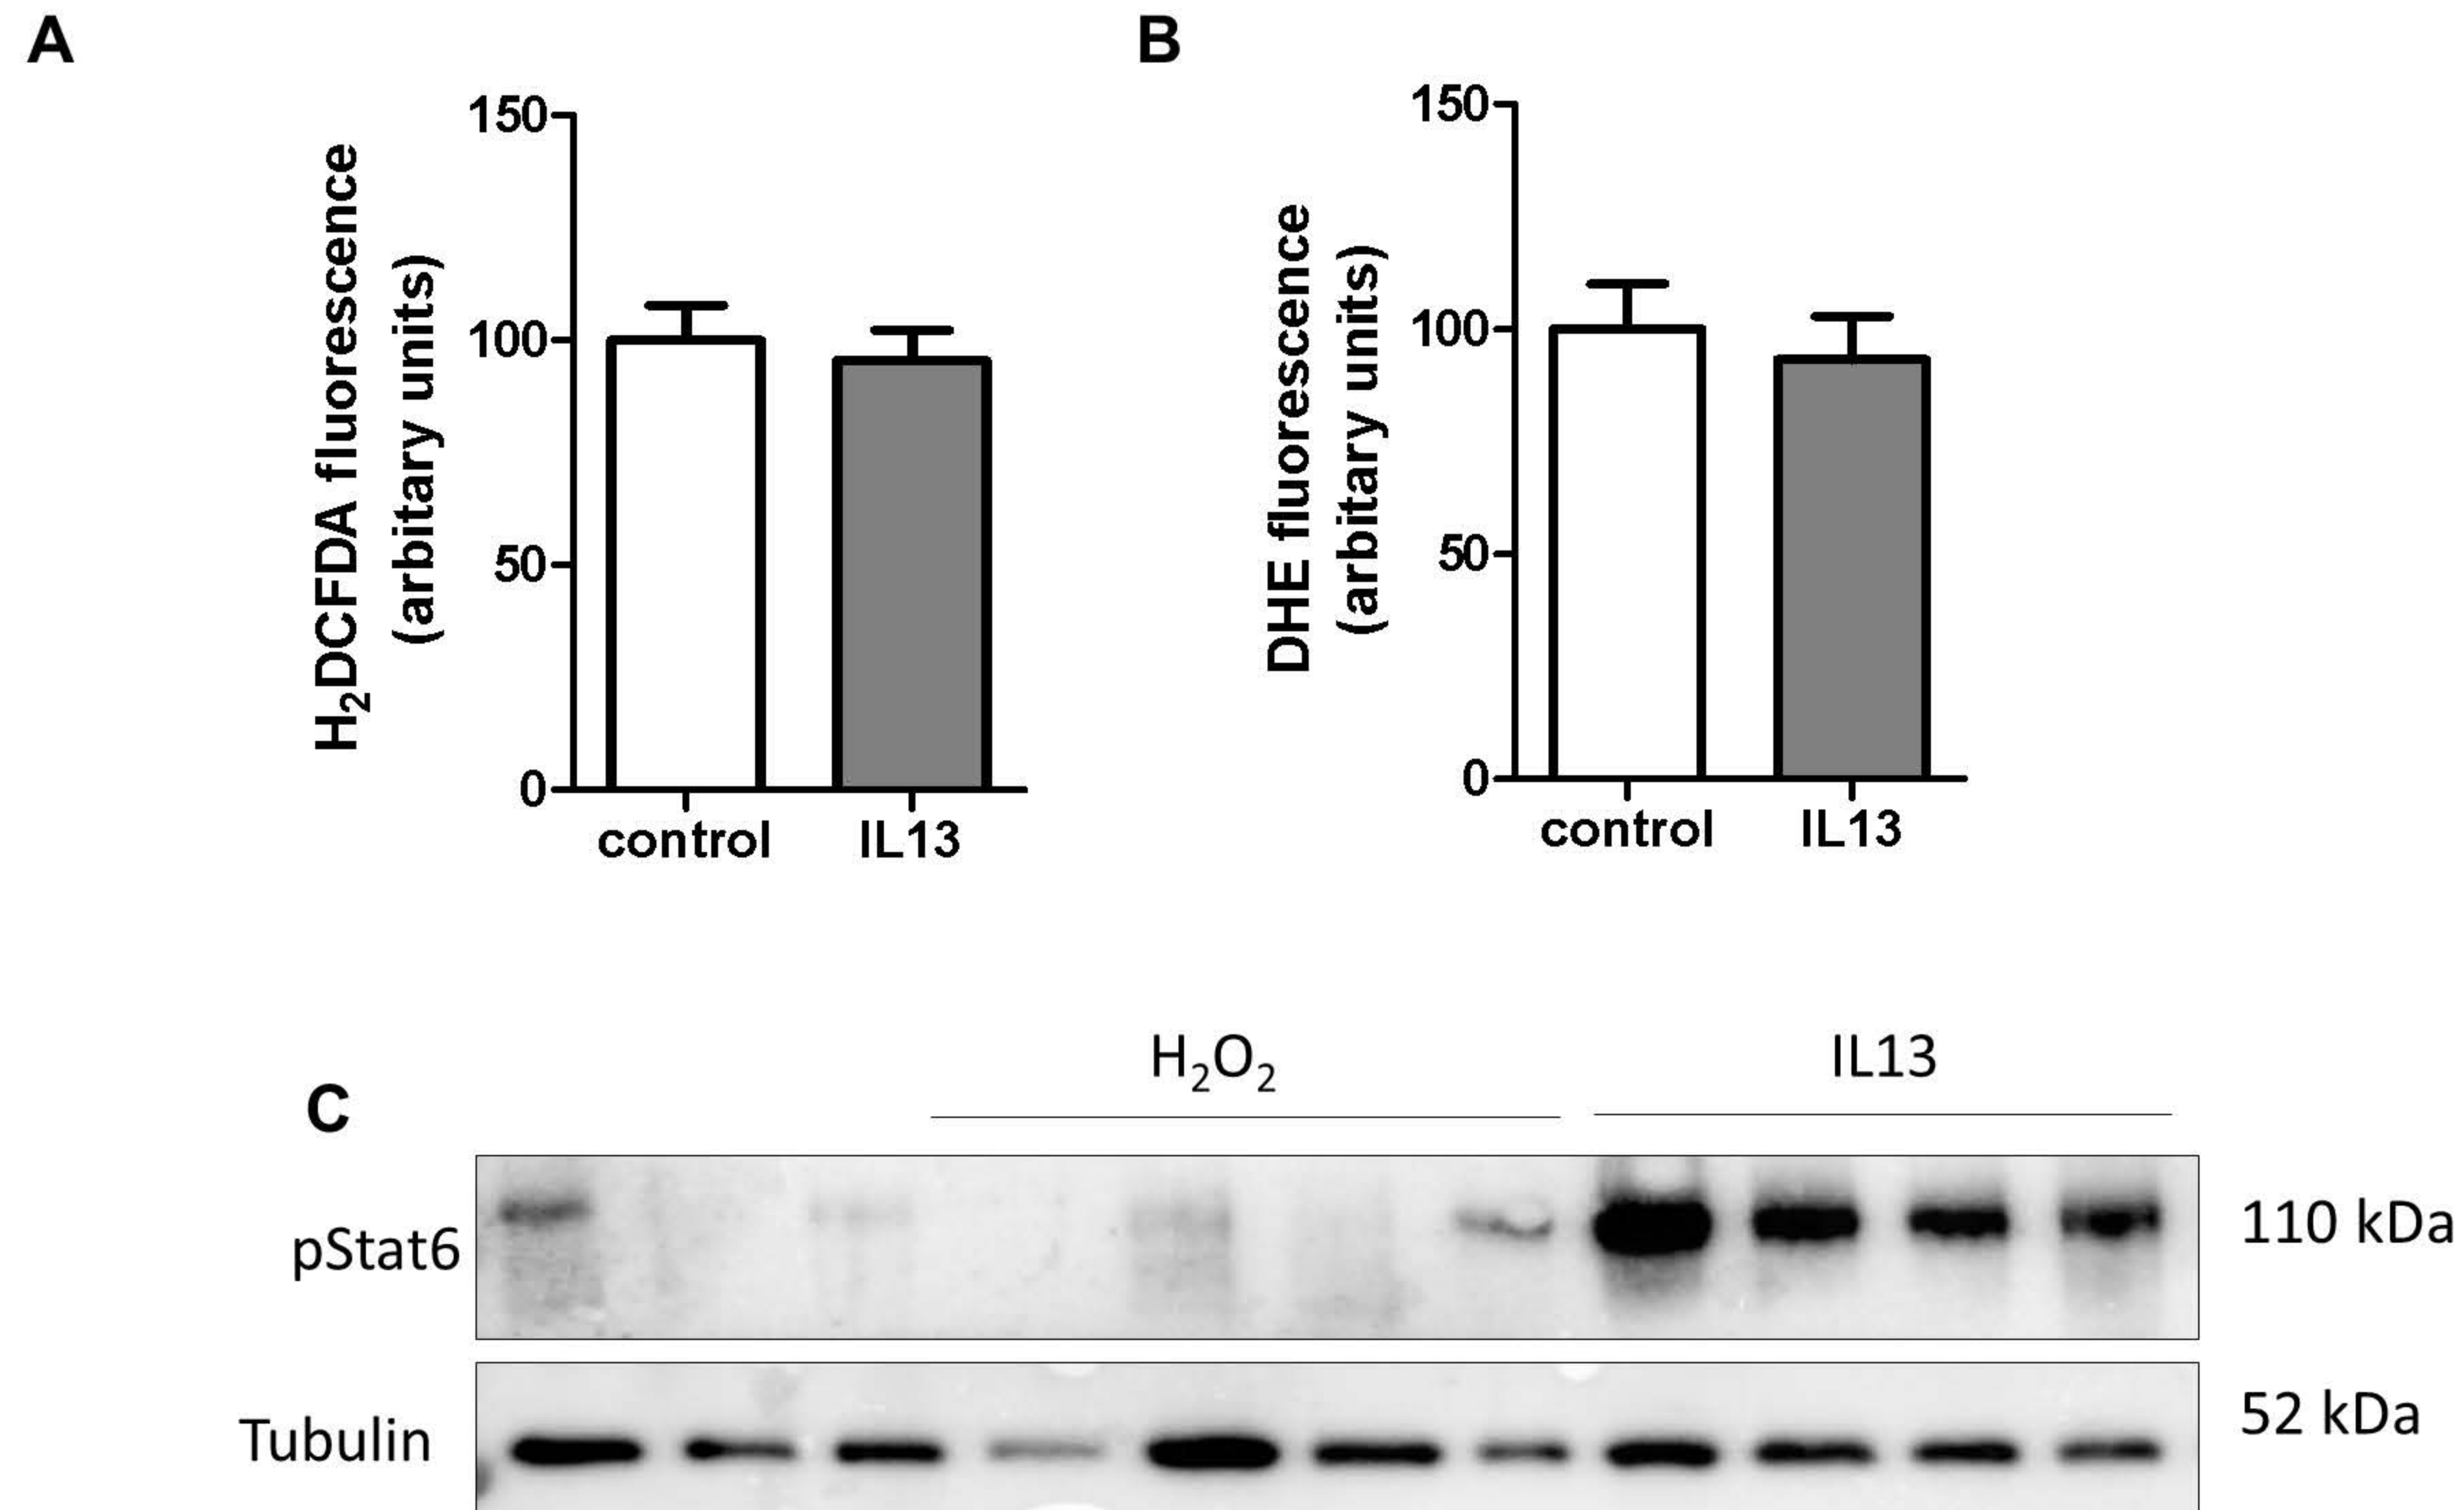 A
B
150
100
50
0
H₂DCFDA fluorescence
(arbitary units)
control IL13
150
100
50
0
DHE fluorescence
(arbitary units)
control IL13
C
H₂O₂ IL13
pStat6 110 kDa
Tubulin 52 kDa